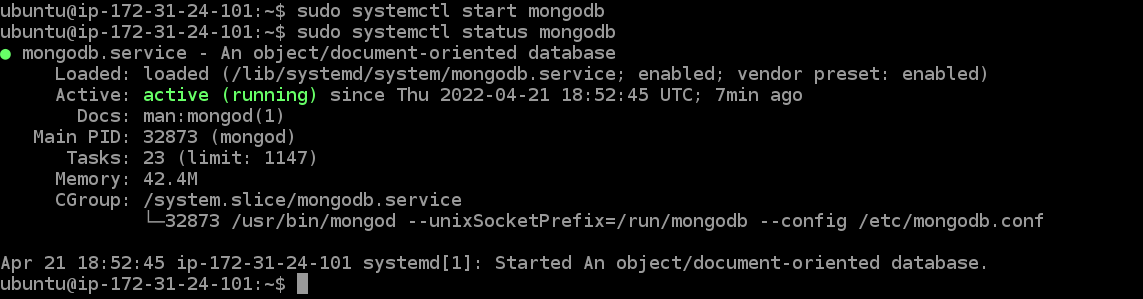 ubuntu@ip-172-31-24-101:~$ sudo systemctl start mongodb
ubuntu@ip-172-31-24-101:~$ sudo systemctl status mongodb
● mongodb.service - An object/document-oriented database
     Loaded: loaded (/lib/systemd/system/mongodb.service; enabled; vendor preset: enabled)
     Active: active (running) since Thu 2022-04-21 18:52:45 UTC; 7min ago
       Docs: man:mongod(1)
   Main PID: 32873 (mongod)
      Tasks: 23 (limit: 1147)
     Memory: 42.4M
     CGroup: /system.slice/mongodb.service
             └─32873 /usr/bin/mongod --unixSocketPrefix=/run/mongodb --config /etc/mongodb.conf

Apr 21 18:52:45 ip-172-31-24-101 systemd[1]: Started An object/document-oriented database.
ubuntu@ip-172-31-24-101:~$